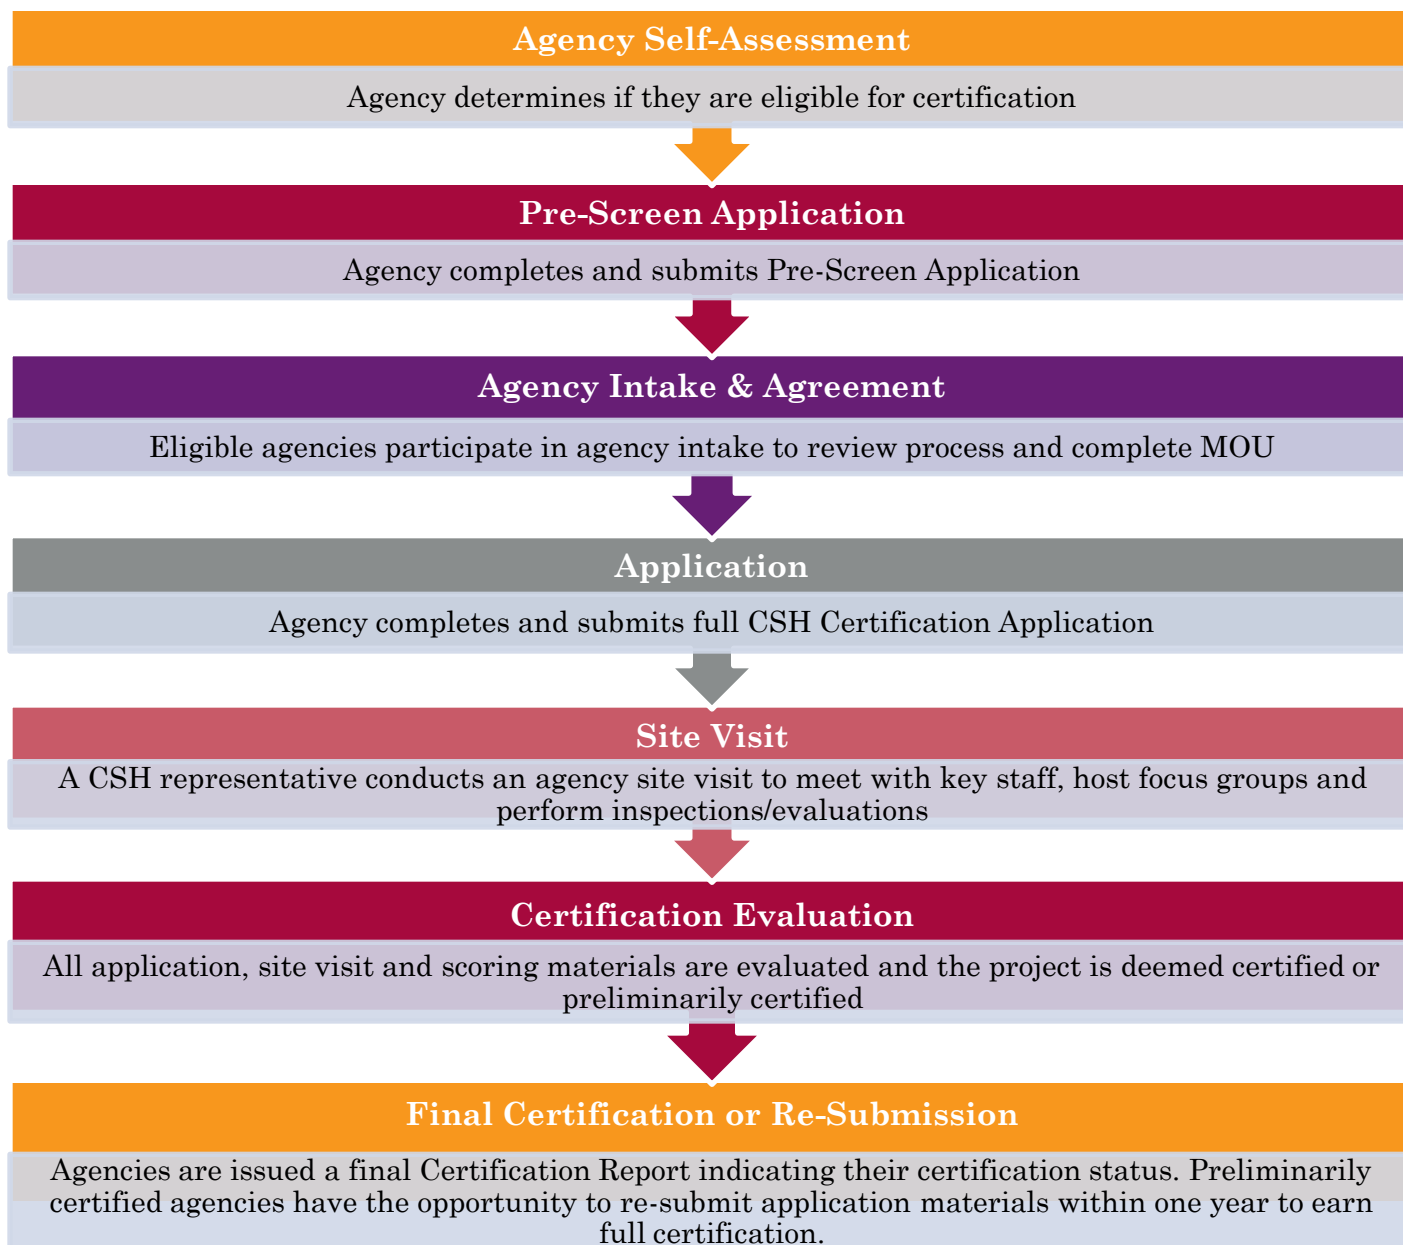 Agency Self-Assessment
Agency determines if they are eligible for certification
Pre-Screen Application
Agency completes and submits Pre-Screen Application
Agency Intake & Agreement
Eligible agencies participate in agency intake to review process and complete MOU
Application
Agency completes and submits full CSH Certification Application
Site Visit
A CSH representative conducts an agency site visit to meet with key staff, host focus groups and
perform inspections/evaluations
Certification Evaluation
All application, site visit and scoring materials are evaluated and the project is deemed certified or
preliminarily certified
Final Certification or Re-Submission
Agencies are issued a final Certification Report indicating their certification status. Preliminarily
certified agencies have the opportunity to re-submit application materials within one year to earn
full certification.